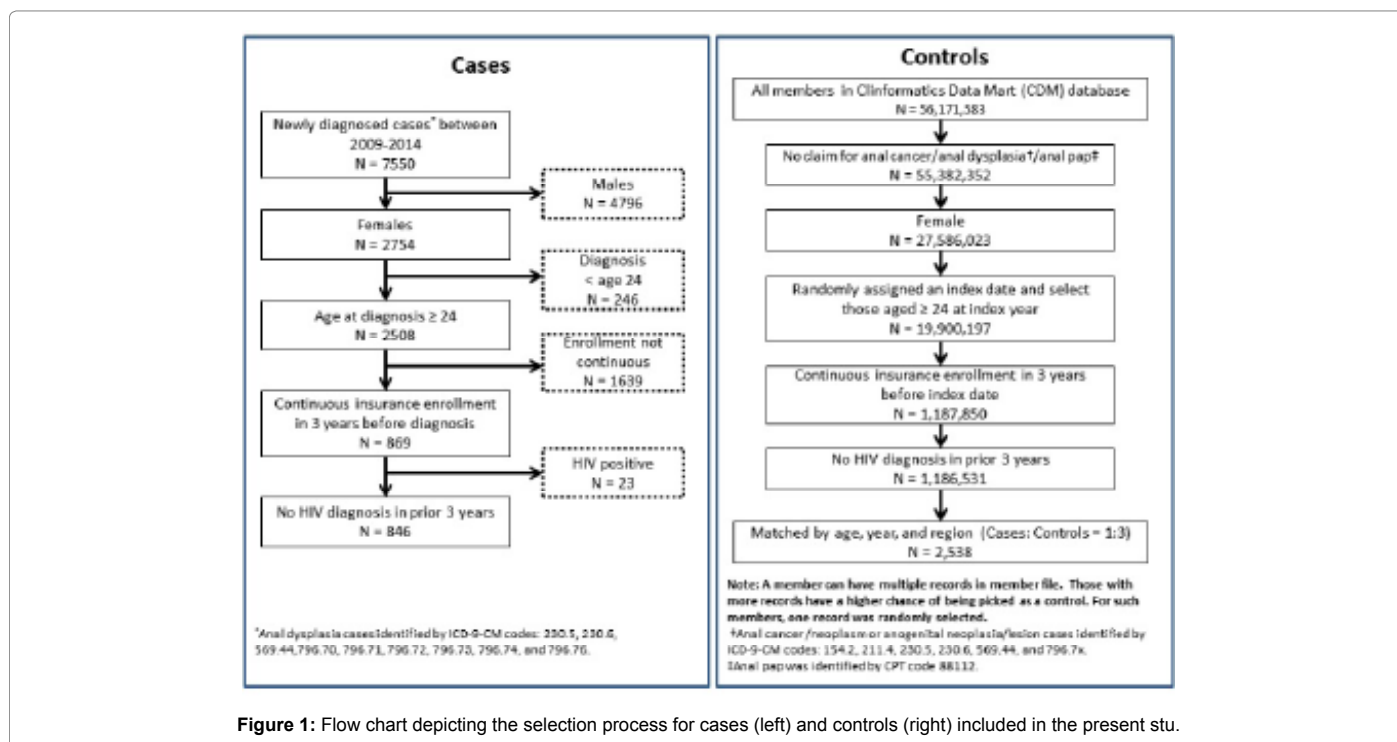 Cases
Newly diagnosed cases* between
2009-2014
N = 7550
Males
N = 4796
Females
N = 2754
Diagnosis
< age 24
N = 246
Age at diagnosis ≥ 24
N = 2508
Enrollment not
continuous
N = 1639
Continuous insurance enrollment
in 3 years before diagnosis
N = 869
HIV positive
N = 23
No HIV diagnosis in prior 3 years
N = 846
*Anal dysplasia cases identified by ICD-9-CM codes: 230.5, 230.6,
569.44,796.70, 796.71, 796.72, 796.73, 796.74, and 796.76.
Controls
All members in Clinformatics Data Mart (CDM) database
N = 56,171,583
No claim for anal cancer/anal dysplasia†/anal pap‡
N = 55,382,352
Female
N = 27,586,023
Randomly assigned an index date and select
those aged ≥ 24 at index year
N = 19,900,197
Continuous insurance enrollment in 3 years
before index date
N = 1,187,850
No HIV diagnosis in prior 3 years
N = 1,186,531
Matched by age, year, and region (Cases: Controls = 1:3)
N = 2,538
Note: A member can have multiple records in member file. Those with
more records have a higher chance of being picked as a control. For such
members, one record was randomly selected.
†Anal cancer/neoplasm or anogenital neoplasia/lesion cases identified by
ICD-9-CM codes: 154.2, 211.4, 230.5, 230.6, 569.44, and 796.7x.
‡Anal pap was identified by CPT code 88112.
Figure 1: Flow chart depicting the selection process for cases (left) and controls (right) included in the present stu.